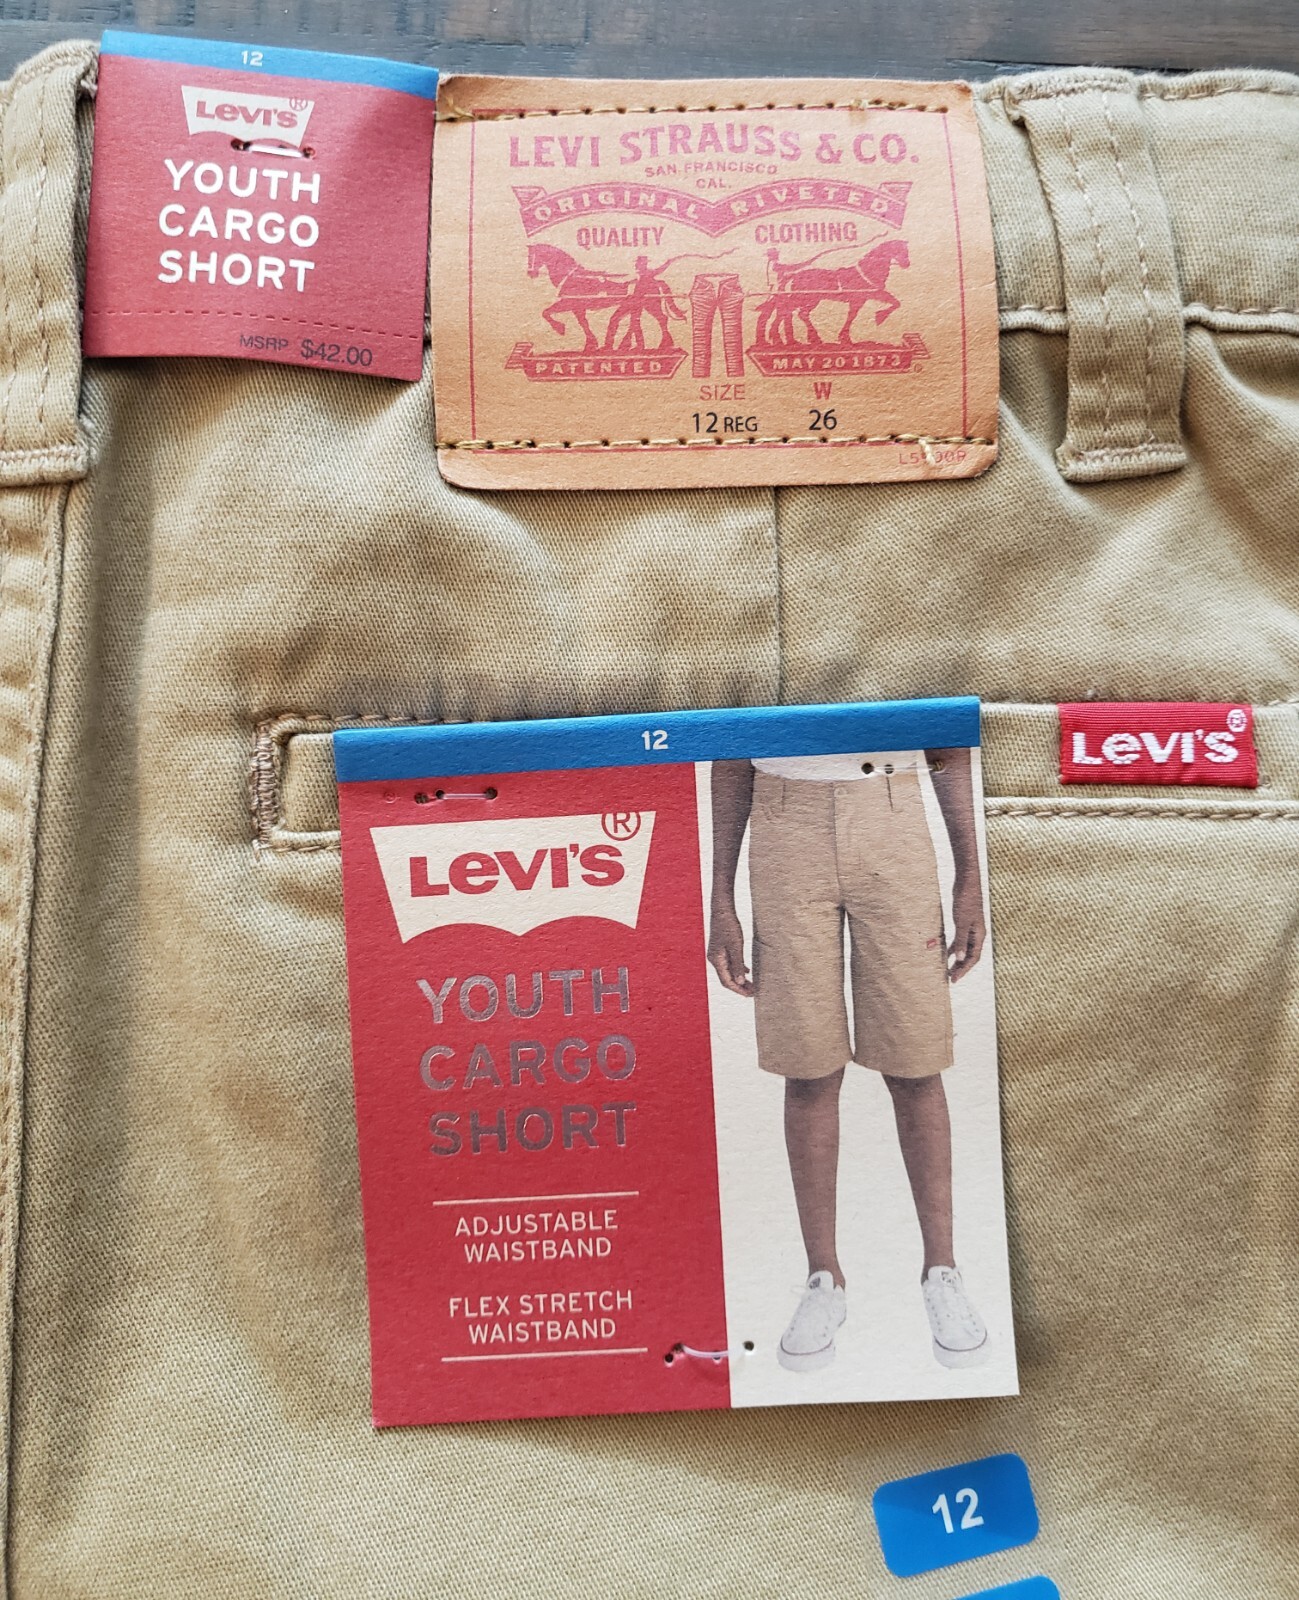 12
Levi's®
YOUTH
CARGO
SHORT
MSRP $42.00
LEVI STRAUSS & CO.
SAN FRANCISCO
CAL.
ORIGINAL RIVETED
QUALITY CLOTHING
PATENTED MAY 20 1873
SIZE W
12 REG 26
Levi's®
12
Levi's®
YOUTH
CARGO
SHORT
ADJUSTABLE
WAISTBAND
FLEX STRETCH
WAISTBAND
12